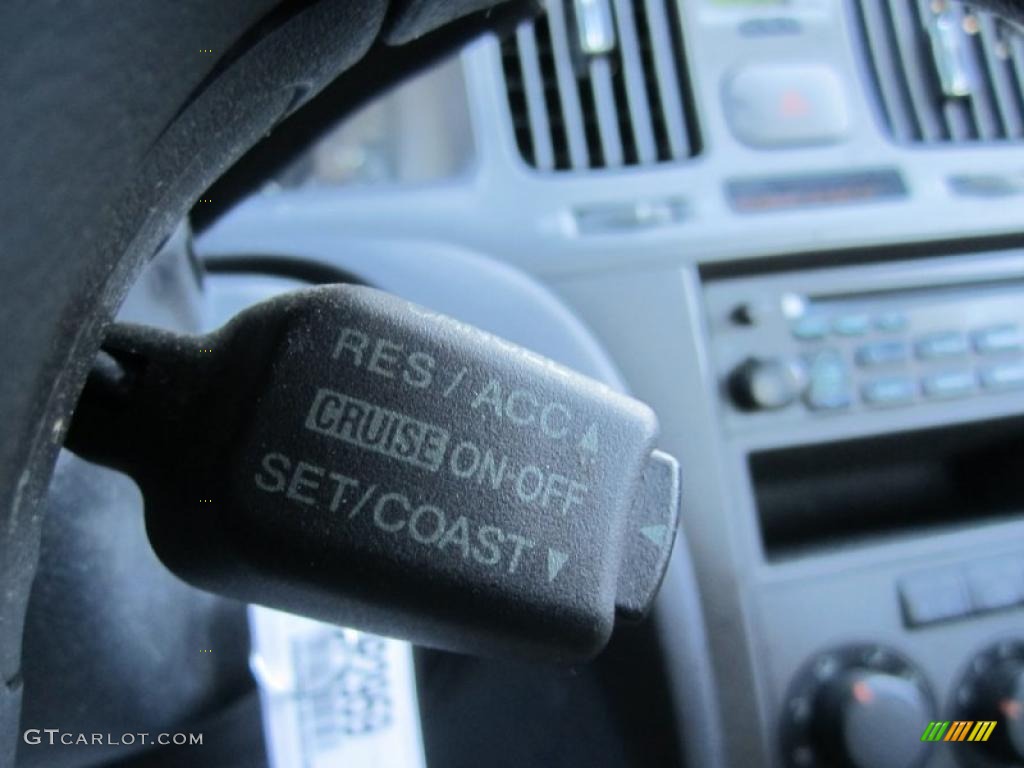 RES / ACC ▲
CRUISE ON·OFF
SET/COAST ▼
GTCARLOT.COM